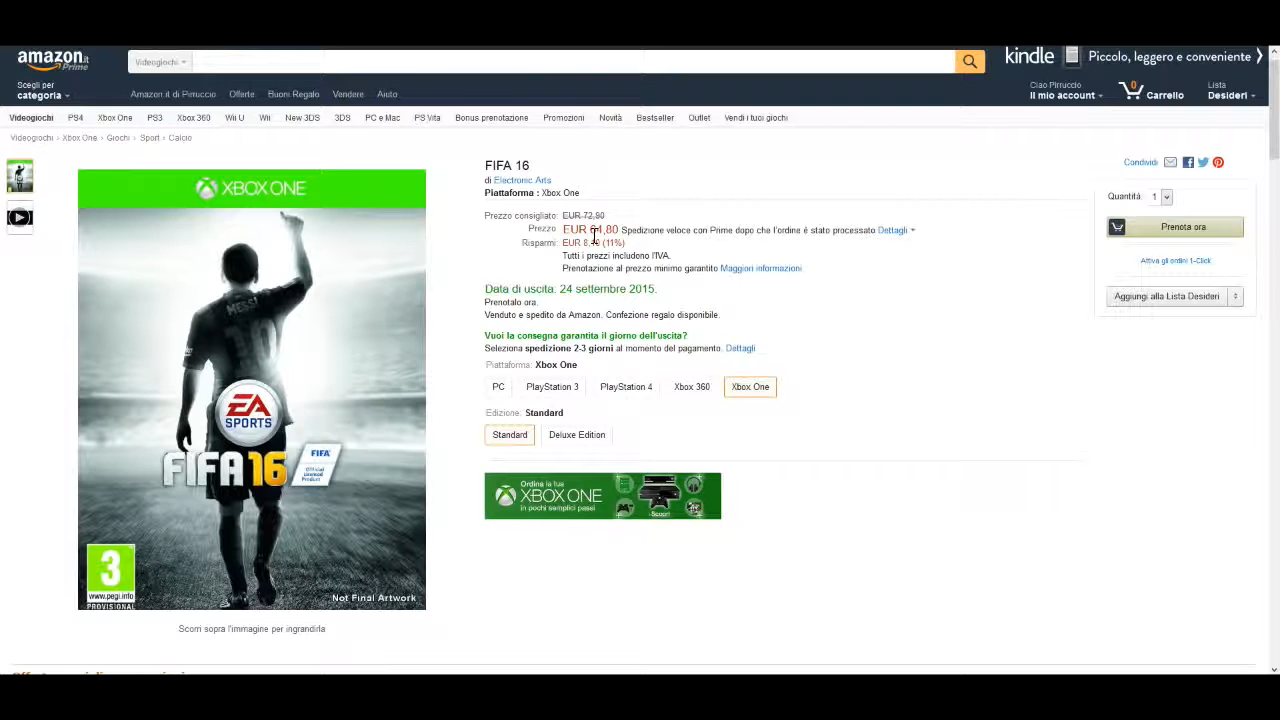 amazon.it
Prime
Videogiochi
kindle Piccolo, leggero e conveniente
Scegli per
categoria
Amazon.it di Pirruccio Offerte Buoni Regalo Vendere Aiuto
Ciao Pirruccio
Il mio account
0
Carrello
Lista
Desideri
Videogiochi PS4 Xbox One PS3 Xbox 360 Wii U Wii New 3DS 3DS PC e Mac PS Vita Bonus prenotazione Promozioni Novità Bestseller Outlet Vendi i tuoi giochi
Videogiochi › Xbox One › Giochi › Sport › Calcio
XBOX ONE
MESSI
10
EA
SPORTS
FIFA 16
FIFA
Official
Licensed
Product
3
www.pegi.info
PROVISIONAL
Not Final Artwork
Scorri sopra l'immagine per ingrandirla
FIFA 16
di Electronic Arts
Piattaforma : Xbox One
Prezzo consigliato: EUR 72,90
Prezzo EUR 64,80 Spedizione veloce con Prime dopo che l'ordine è stato processato Dettagli
Risparmi: EUR 8,10 (11%)
Tutti i prezzi includono l'IVA.
Prenotazione al prezzo minimo garantito Maggiori informazioni
Data di uscita: 24 settembre 2015.
Prenotalo ora.
Venduto e spedito da Amazon. Confezione regalo disponibile.
Vuoi la consegna garantita il giorno dell'uscita?
Seleziona spedizione 2-3 giorni al momento del pagamento. Dettagli
Piattaforma: Xbox One
PC PlayStation 3 PlayStation 4 Xbox 360 Xbox One
Edizione: Standard
Standard Deluxe Edition
Ordina la tua
XBOX ONE
in pochi semplici passi
Condividi
Quantità: 1
Prenota ora
Attiva gli ordini 1-Click
Aggiungi alla Lista Desideri